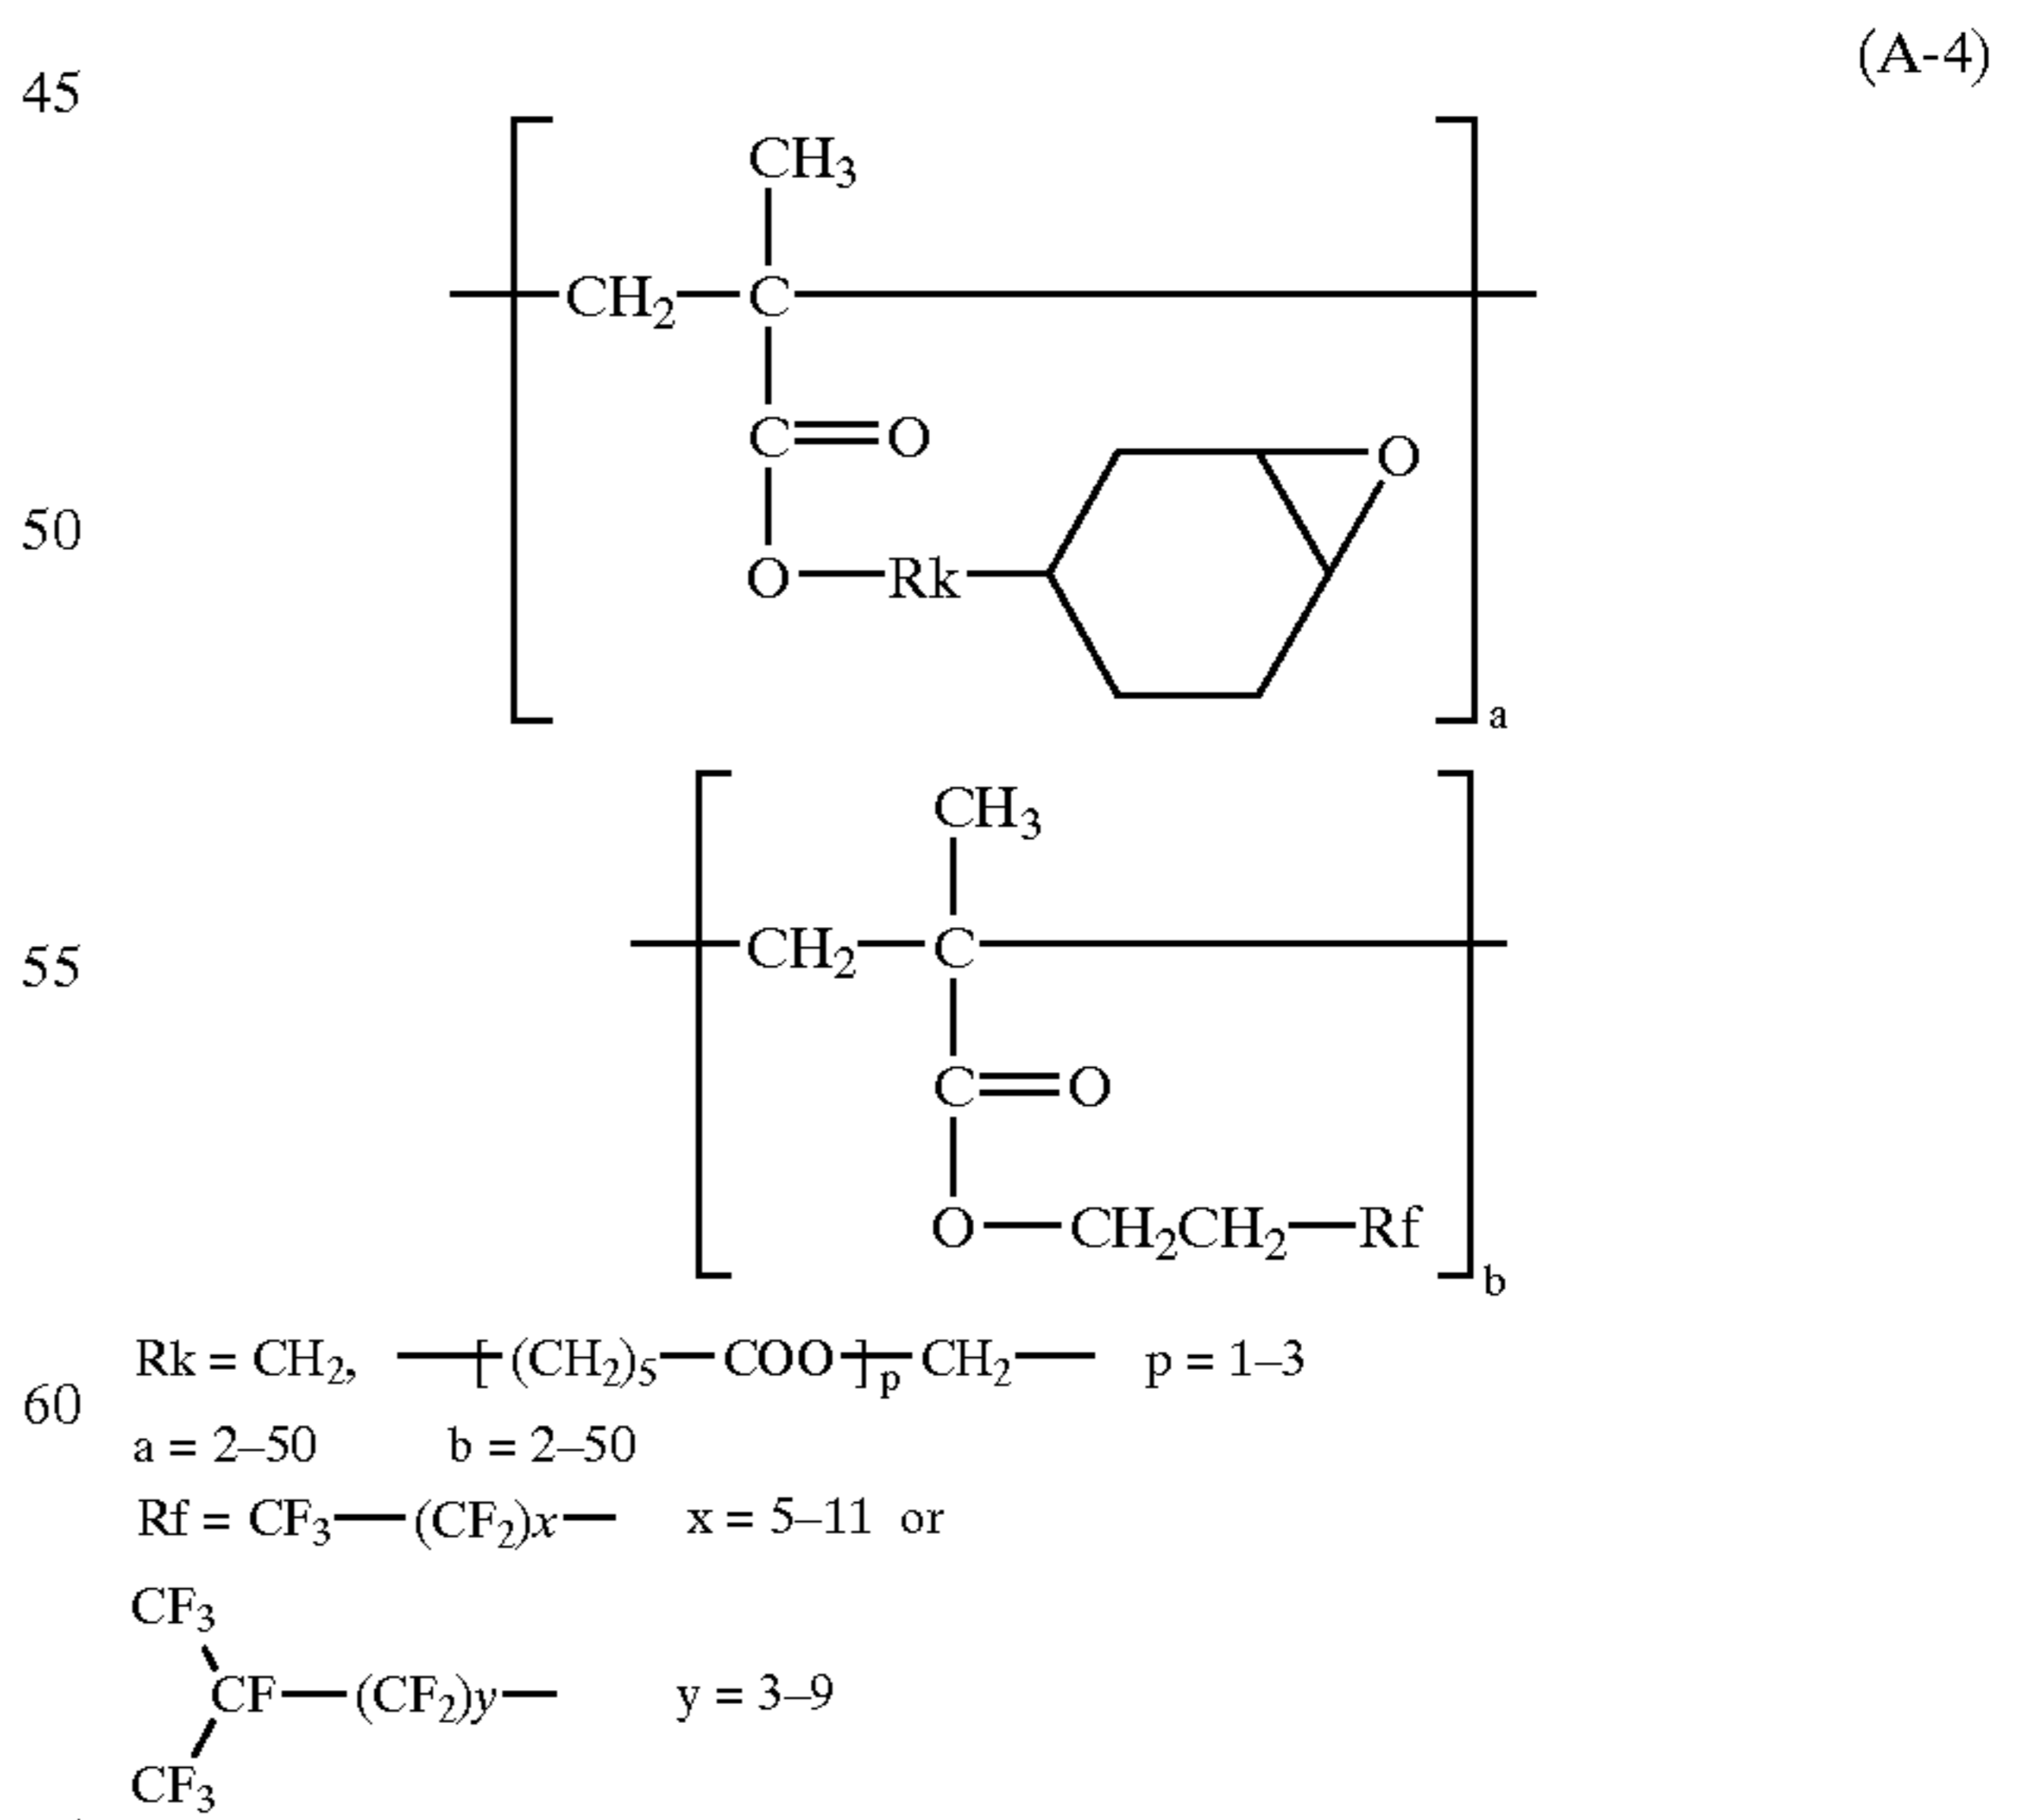 (A-4)
45
CH3
CH2 C
C O
50
O Rk
O
a
CH3
55
CH2 C
C O
O CH2CH2 Rf
b
Rk = CH2, [(CH2)5 COO]p CH2 p = 1–3
60
a = 2–50 b = 2–50
Rf = CF3 (CF2)x x = 5–11 or
CF3
CF (CF2)y y = 3–9
CF3